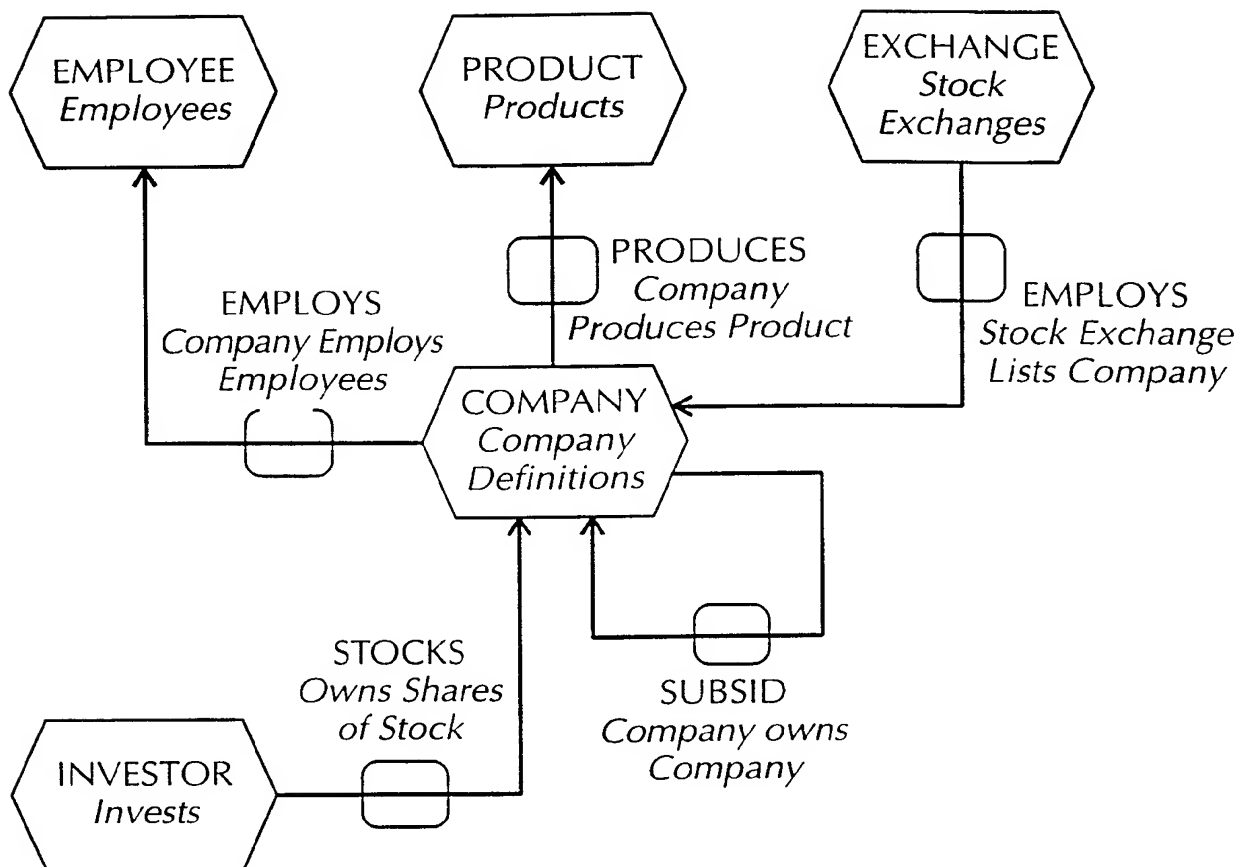 EMPLOYEE
Employees
PRODUCT
Products
EXCHANGE
Stock
Exchanges
PRODUCES
Company
Produces Product
EMPLOYS
Stock Exchange
Lists Company
EMPLOYS
Company Employs
Employees
COMPANY
Company
Definitions
STOCKS
Owns Shares
of Stock
SUBSID
Company owns
Company
INVESTOR
Invests